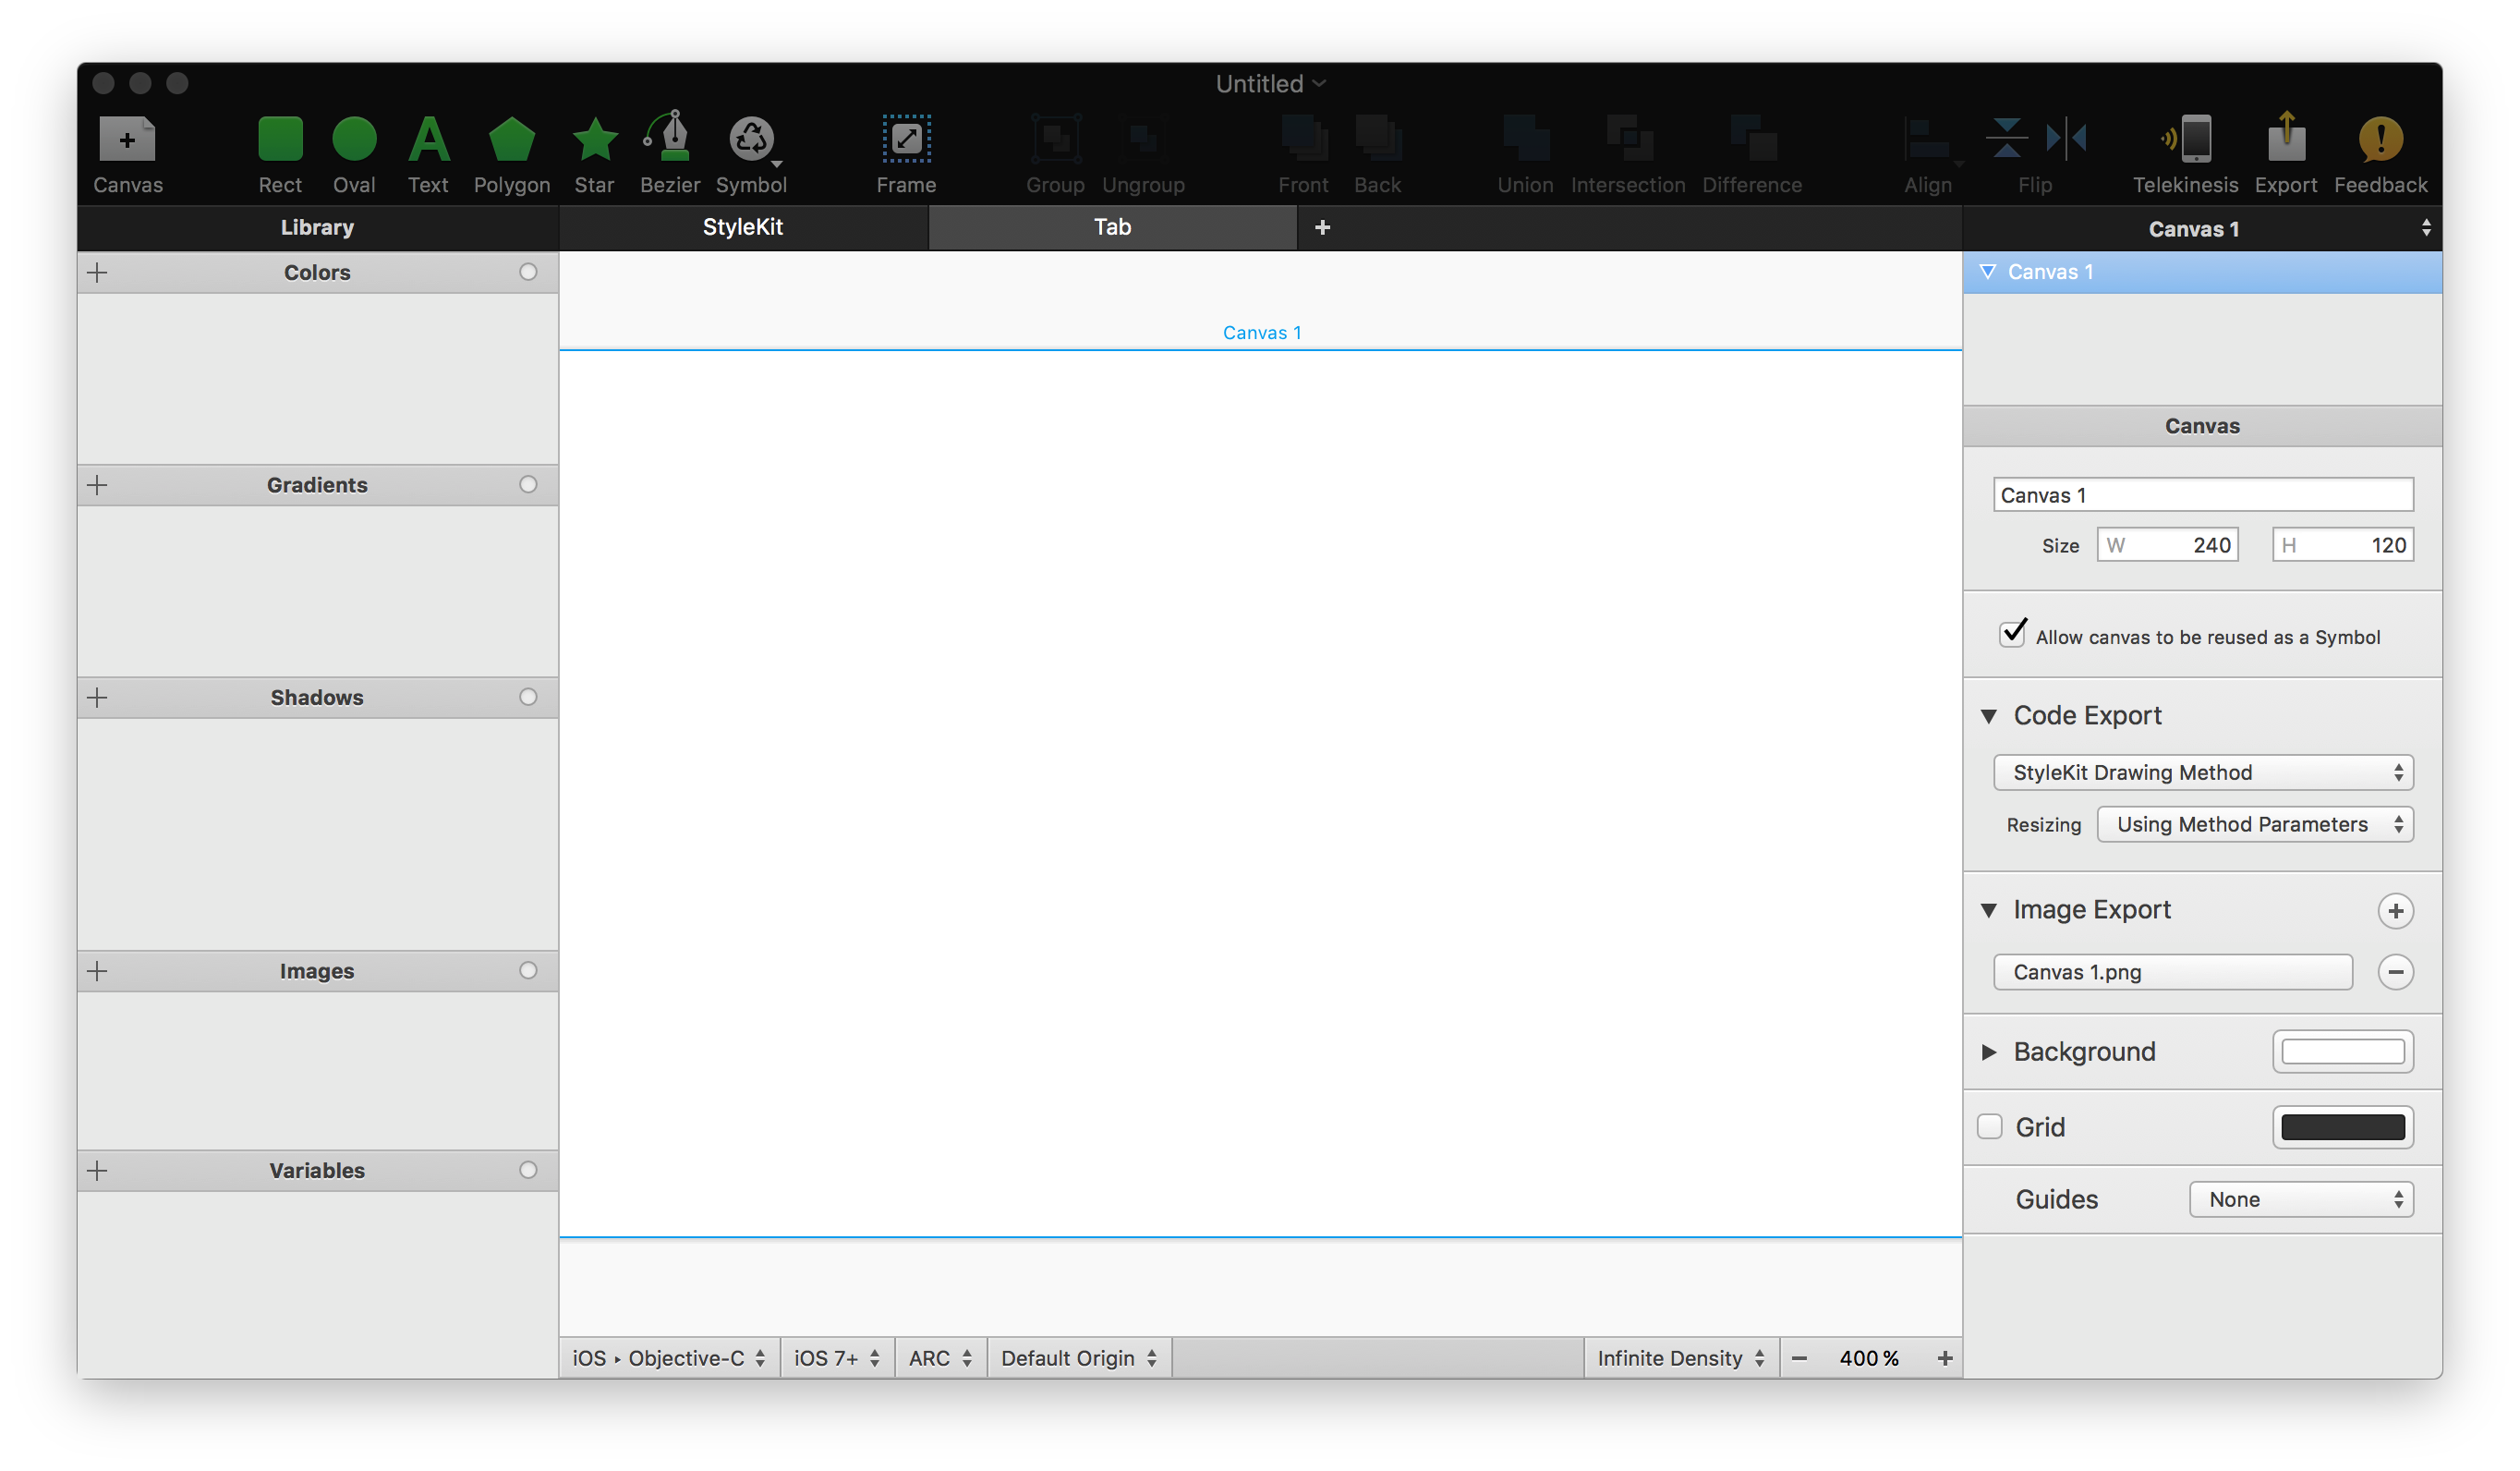 Untitled
Canvas Rect Oval Text Polygon Star Bezier Symbol Frame Group Ungroup Front Back Union Intersection Difference Align Flip Telekinesis Export Feedback
Library StyleKit Tab + Canvas 1
Colors
Gradients
Shadows
Images
Variables
Canvas 1
iOS ▸ Objective-C iOS 7+ ARC Default Origin Infinite Density − 400% +
Canvas 1
Canvas
Canvas 1
Size W 240 H 120
Allow canvas to be reused as a Symbol
Code Export
StyleKit Drawing Method
Resizing Using Method Parameters
Image Export
Canvas 1.png
Background
Grid
Guides None